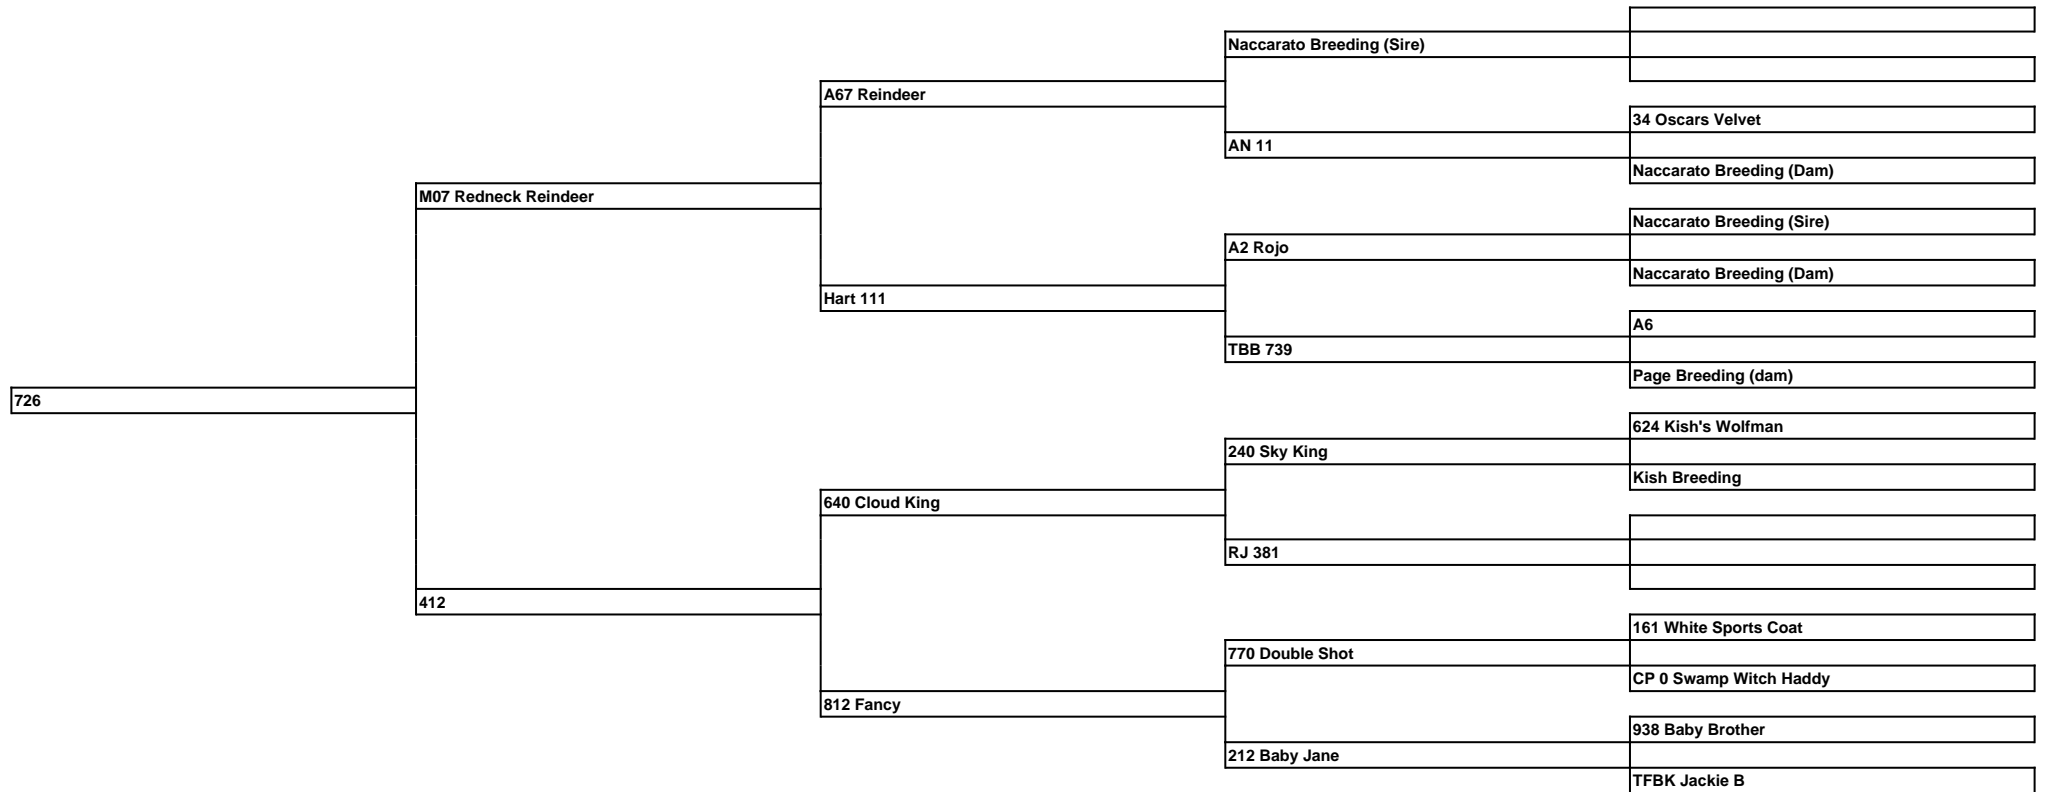 Naccarato Breeding (Sire)
A67 Reindeer
34 Oscars Velvet
AN 11
Naccarato Breeding (Dam)
M07 Redneck Reindeer
Naccarato Breeding (Sire)
A2 Rojo
Naccarato Breeding (Dam)
Hart 111
A6
TBB 739
Page Breeding (dam)
726
624 Kish's Wolfman
240 Sky King
Kish Breeding
640 Cloud King
RJ 381
412
161 White Sports Coat
770 Double Shot
CP 0 Swamp Witch Haddy
812 Fancy
938 Baby Brother
212 Baby Jane
TFBK Jackie B